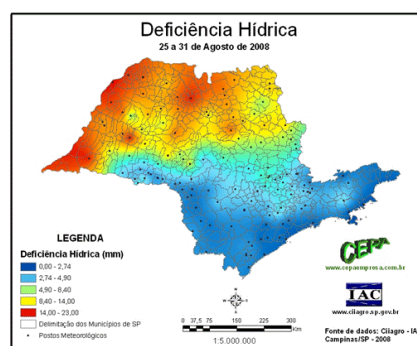 Deficiência Hídrica
25 a 31 de Agosto de 2008
LEGENDA
Deficiência Hídrica (mm)
0,00 - 2,74
2,74 - 4,90
4,90 - 8,40
8,40 - 14,00
14,00 - 23,00
Delimitação dos Municípios de SP
Postos Meteorológicos
0 37,5 75 150 225 300
Km
1:5.000.000
CEPA
www.cepaempresa.com.br
IAC
www.ciiagro.sp.gov.br
Fonte de dados: Ciiagro - IAC
Campinas/SP - 2008